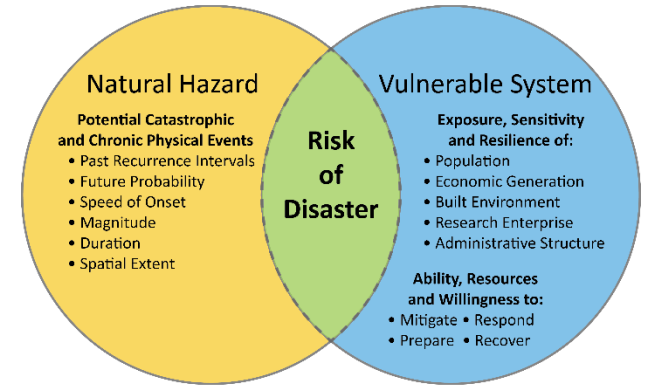 Natural Hazard
Potential Catastrophic
and Chronic Physical Events
• Past Recurrence Intervals
• Future Probability
• Speed of Onset
• Magnitude
• Duration
• Spatial Extent
Risk
of
Disaster
Vulnerable System
Exposure, Sensitivity
and Resilience of:
• Population
• Economic Generation
• Built Environment
• Research Enterprise
• Administrative Structure
Ability, Resources
and Willingness to:
• Mitigate • Respond
• Prepare • Recover